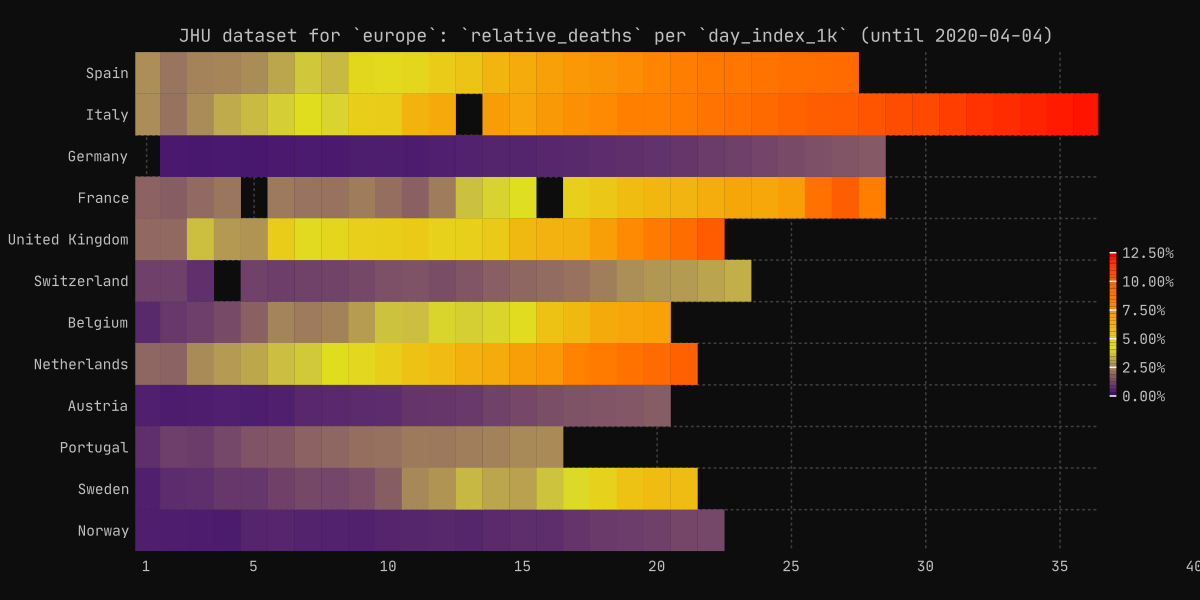 JHU dataset for `europe`: `relative_deaths` per `day_index_1k` (until 2020-04-04)
Spain
Italy
Germany
France
United Kingdom
Switzerland
Belgium
Netherlands
Austria
Portugal
Sweden
Norway
12.50%
10.00%
7.50%
5.00%
2.50%
0.00%
1 5 10 15 20 25 30 35 40